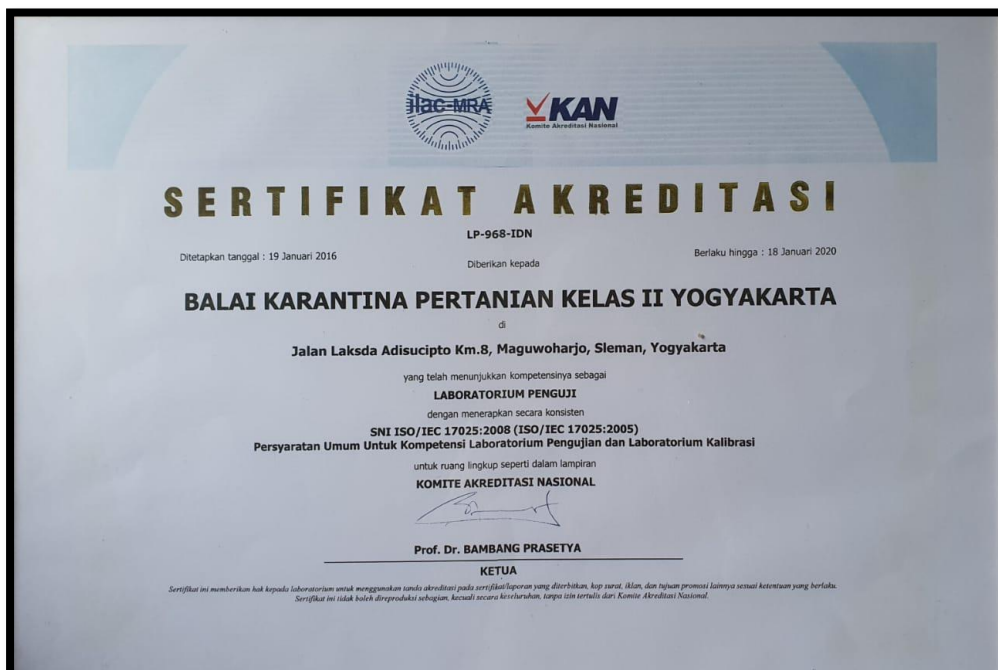 ilac-MRA
KAN
Komite Akreditasi Nasional
SERTIFIKAT AKREDITASI
LP-968-IDN
Ditetapkan tanggal : 19 Januari 2016
Berlaku hingga : 18 Januari 2020
Diberikan kepada
BALAI KARANTINA PERTANIAN KELAS II YOGYAKARTA
di
Jalan Laksda Adisucipto Km.8, Maguwoharjo, Sleman, Yogyakarta
yang telah menunjukkan kompetensinya sebagai
LABORATORIUM PENGUJI
dengan menerapkan secara konsisten
SNI ISO/IEC 17025:2008 (ISO/IEC 17025:2005)
Persyaratan Umum Untuk Kompetensi Laboratorium Pengujian dan Laboratorium Kalibrasi
untuk ruang lingkup seperti dalam lampiran
KOMITE AKREDITASI NASIONAL
Prof. Dr. BAMBANG PRASETYA
KETUA
Sertifikat ini memberikan hak kepada laboratorium untuk menggunakan tanda akreditasi pada sertifikat/laporan yang diterbitkan, kop surat, iklan, dan tujuan promosi lainnya sesuai ketentuan yang berlaku.
Sertifikat ini tidak boleh direproduksi sebagian, kecuali secara keseluruhan, tanpa izin tertulis dari Komite Akreditasi Nasional.